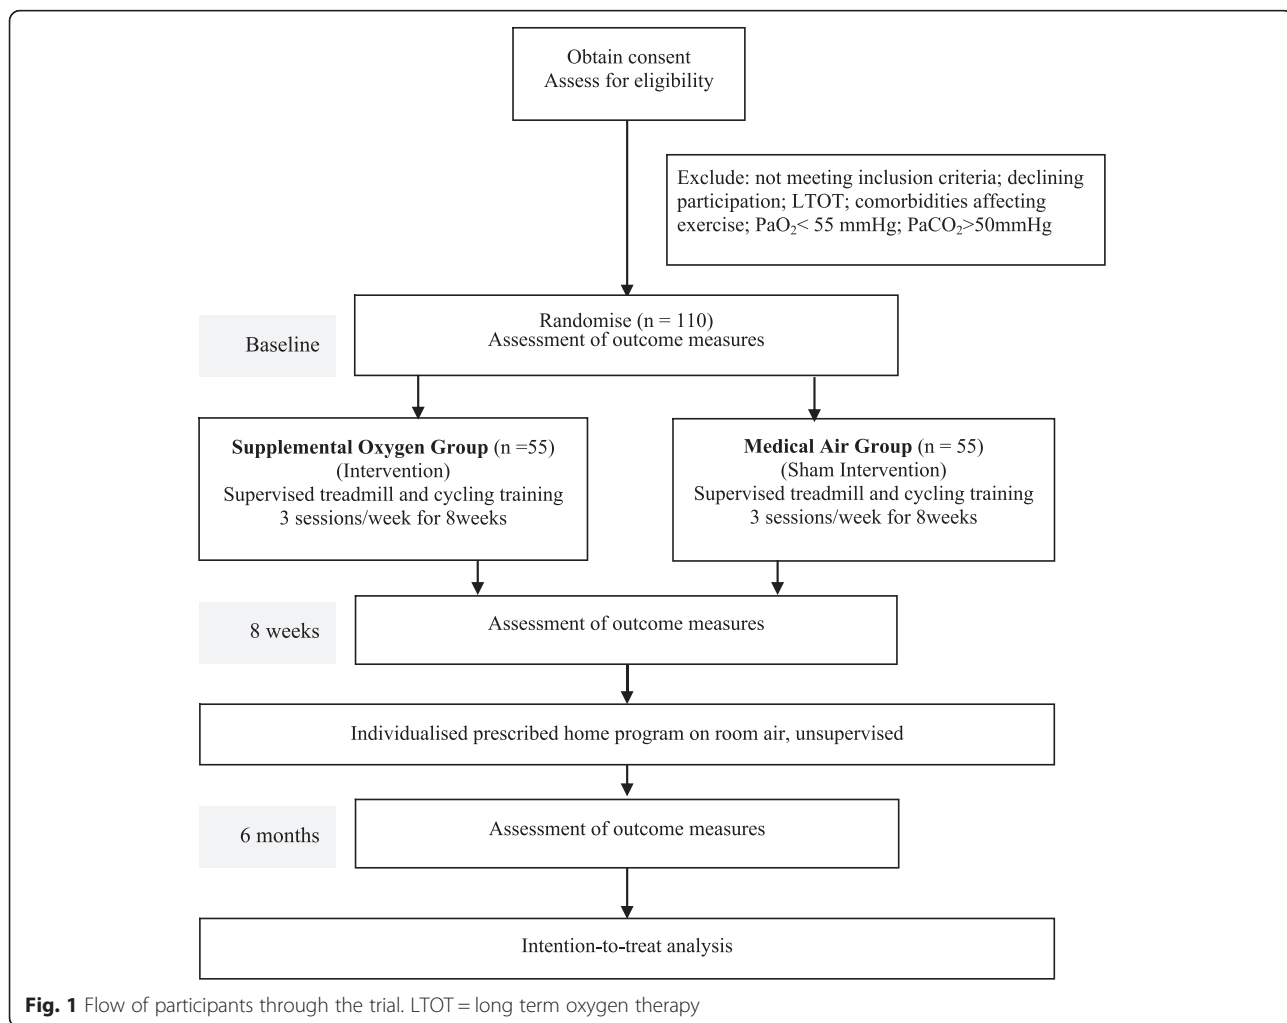 Obtain consent
Assess for eligibility
Exclude: not meeting inclusion criteria; declining
participation; LTOT; comorbidities affecting
exercise; PaO₂< 55 mmHg; PaCO₂>50mmHg
Randomise (n = 110)
Assessment of outcome measures
Baseline
Supplemental Oxygen Group (n =55)
(Intervention)
Supervised treadmill and cycling training
3 sessions/week for 8weeks
Medical Air Group (n = 55)
(Sham Intervention)
Supervised treadmill and cycling training
3 sessions/week for 8weeks
8 weeks
Assessment of outcome measures
Individualised prescribed home program on room air, unsupervised
6 months
Assessment of outcome measures
Intention-to-treat analysis
Fig. 1 Flow of participants through the trial. LTOT = long term oxygen therapy